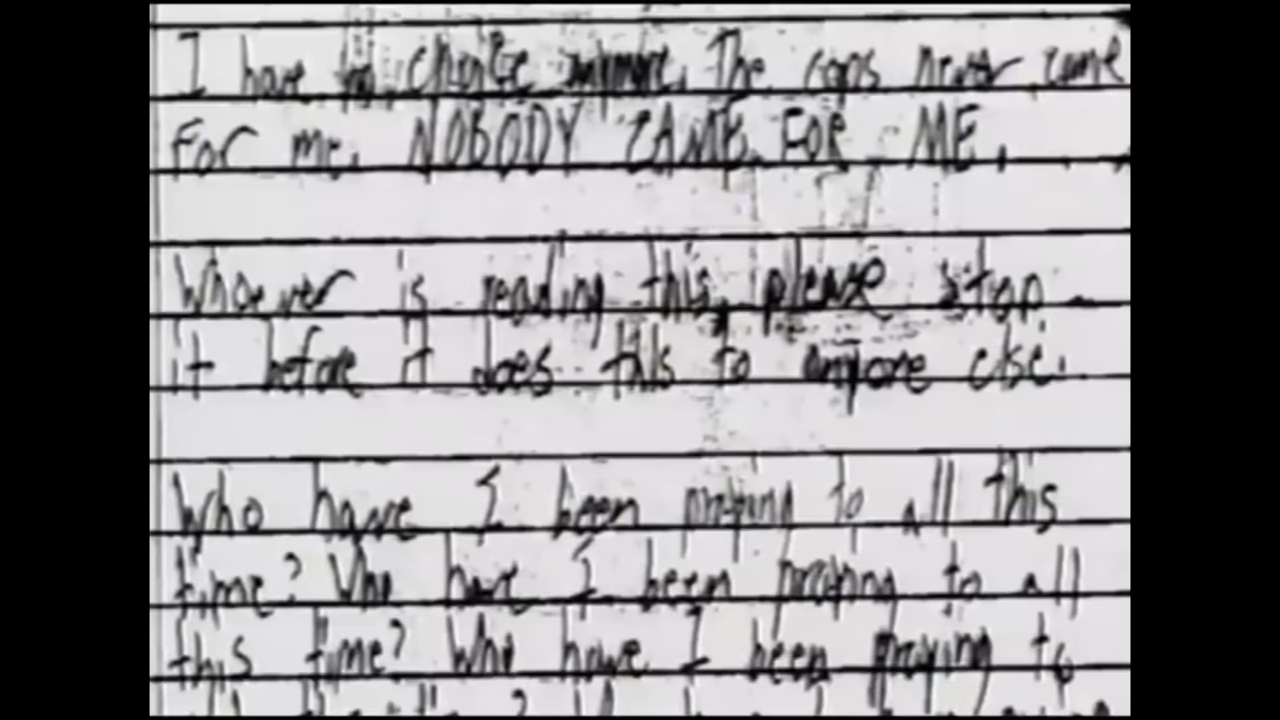 I have no choice anymore. The cops never came
For me. NOBODY CAME FOR ME.
Whoever is reading this, please stop
it before it does this to anyone else.
Who have I been praying to all this
time? Who have I been praying to all
this time? Who have I been praying to